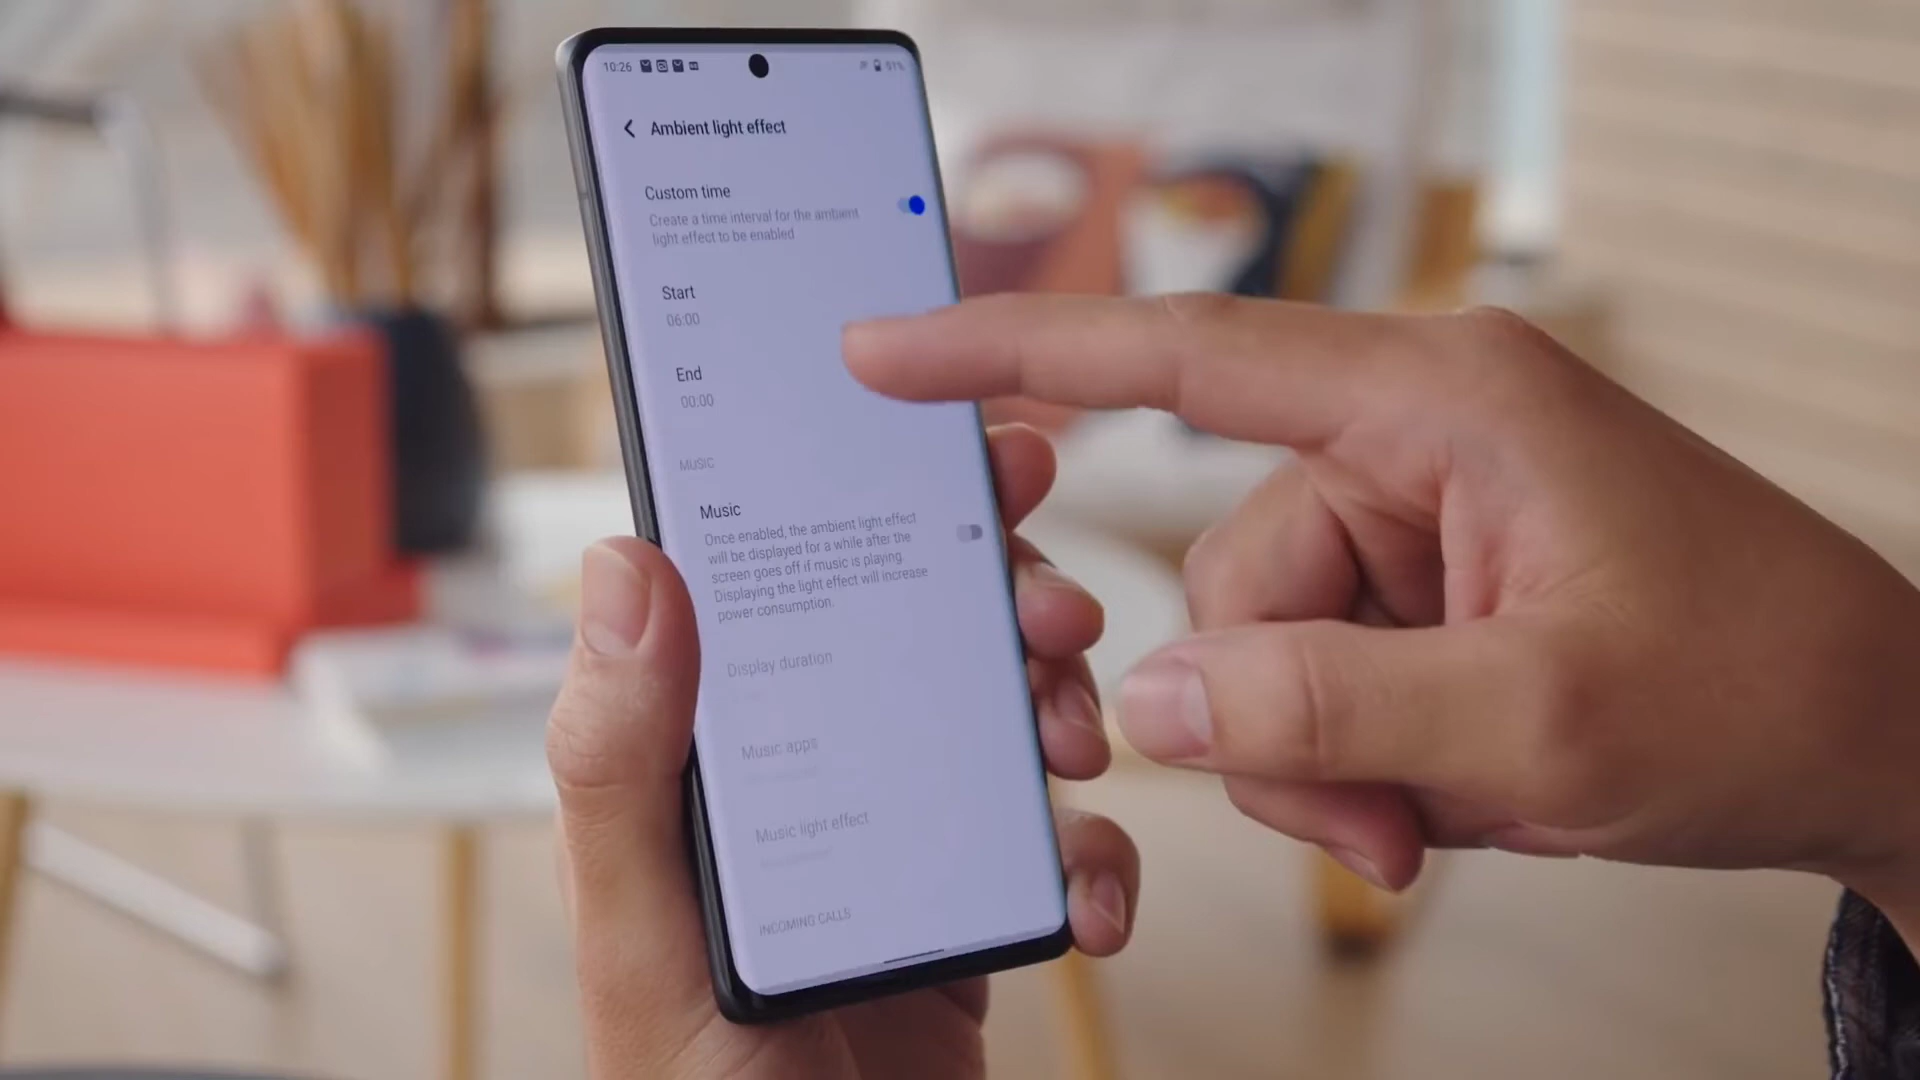 10:26
Ambient light effect
Custom time
Create a time interval for the ambient
light effect to be enabled
Start
06:00
End
00:00
MUSIC
Music
Once enabled, the ambient light effect
will be displayed for a while after the
screen goes off if music is playing.
Displaying the light effect will increase
power consumption.
Display duration
Music apps
Music light effect
INCOMING CALLS